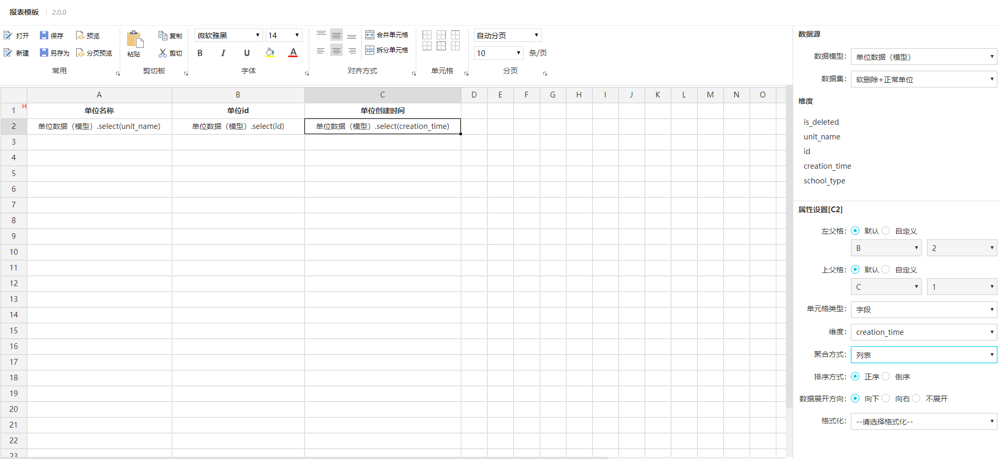 报表模板 2.0.0
打开 保存 预览 粘贴 复制 微软雅黑 14 合并单元格 自动分页
新建 另存为 分页预览 剪切 B I U A 拆分单元格 10 条/页
常用 剪切板 字体 对齐方式 单元格 分页
A B C D E F G H I J K L M N O
1 H 单位名称 单位id 单位创建时间
2 单位数据（模型）.select(unit_name) 单位数据（模型）.select(id) 单位数据（模型）.select(creation_time)
3
4
5
6
7
8
9
10
11
12
13
14
15
16
17
18
19
20
21
22
23
数据源
数据模型： 单位数据（模型）
数据集： 软删除+正常单位
维度
is_deleted
unit_name
id
creation_time
school_type
属性设置[C2]
左父格： 默认 自定义
B 2
上父格： 默认 自定义
C 1
单元格类型： 字段
维度： creation_time
聚合方式： 列表
排序方式： 正序 倒序
数据展开方向： 向下 向右 不展开
格式化： --请选择格式化--